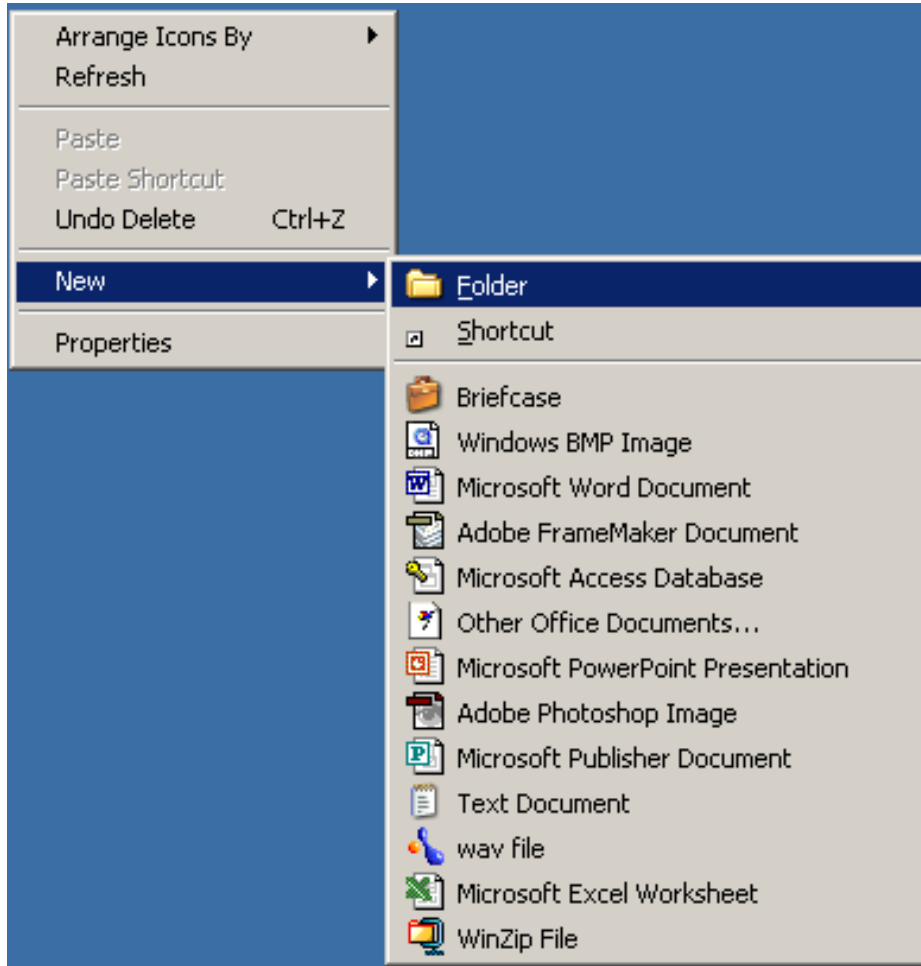 Arrange Icons By
Refresh
Paste
Paste Shortcut
Undo Delete Ctrl+Z
New
Properties
Folder
Shortcut
Briefcase
Windows BMP Image
Microsoft Word Document
Adobe FrameMaker Document
Microsoft Access Database
Other Office Documents...
Microsoft PowerPoint Presentation
Adobe Photoshop Image
Microsoft Publisher Document
Text Document
wav file
Microsoft Excel Worksheet
WinZip File